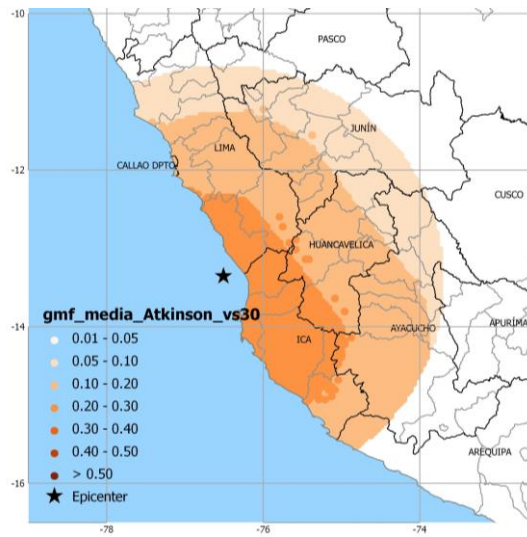 -10
PASCO
JUNÍN
-12
LIMA
CALLAO DPTO
CUSCO
HUANCAVELICA
gmf_media_Atkinson_vs30
0.01 - 0.05
-14
ICA
AYACUCHO
APURÍMA
0.05 - 0.10
0.10 - 0.20
0.20 - 0.30
0.30 - 0.40
0.40 - 0.50
> 0.50
AREQUIPA
-16
Epicenter
-78
-76
-74